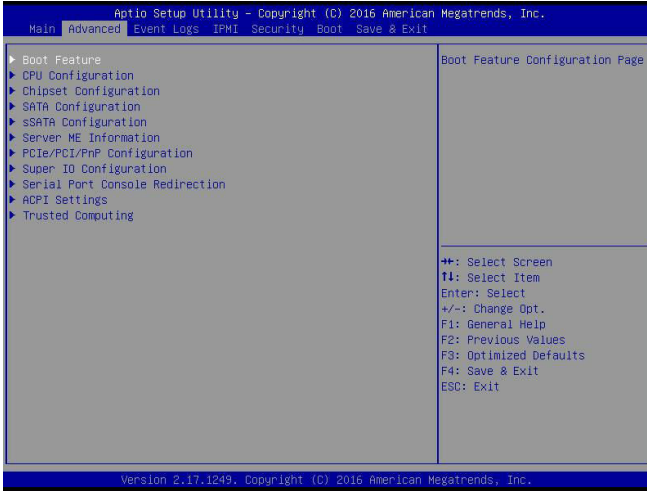 Aptio Setup Utility – Copyright (C) 2016 American Megatrends, Inc.
Main Advanced Event Logs IPMI Security Boot Save & Exit
Boot Feature
CPU Configuration
Chipset Configuration
SATA Configuration
sSATA Configuration
Server ME Information
PCIe/PCI/PnP Configuration
Super IO Configuration
Serial Port Console Redirection
ACPI Settings
Trusted Computing
Boot Feature Configuration Page
→←: Select Screen
↑↓: Select Item
Enter: Select
+/-: Change Opt.
F1: General Help
F2: Previous Values
F3: Optimized Defaults
F4: Save & Exit
ESC: Exit
Version 2.17.1249. Copyright (C) 2016 American Megatrends, Inc.